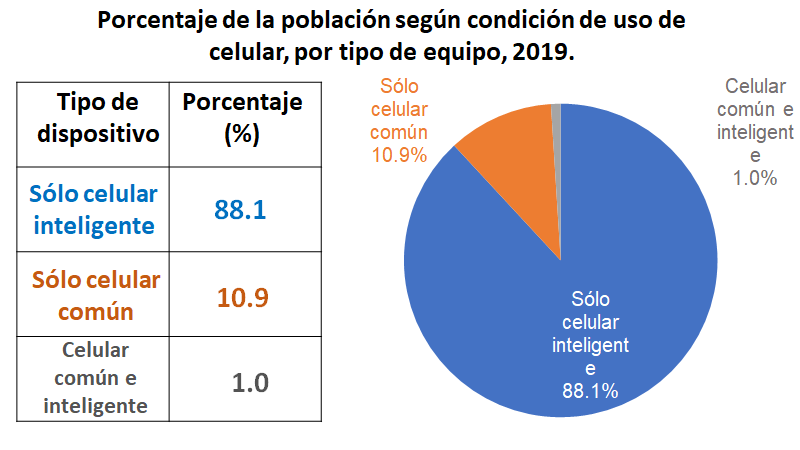 Porcentaje de la población según condición de uso de
celular, por tipo de equipo, 2019.
Tipo de
dispositivo
Porcentaje
(%)
Sólo celular
inteligente
88.1
Sólo celular
común
10.9
Celular
común e
inteligente
1.0
Sólo
celular
común
10.9%
Celular
común e
inteligent
e
1.0%
Sólo
celular
inteligent
e
88.1%